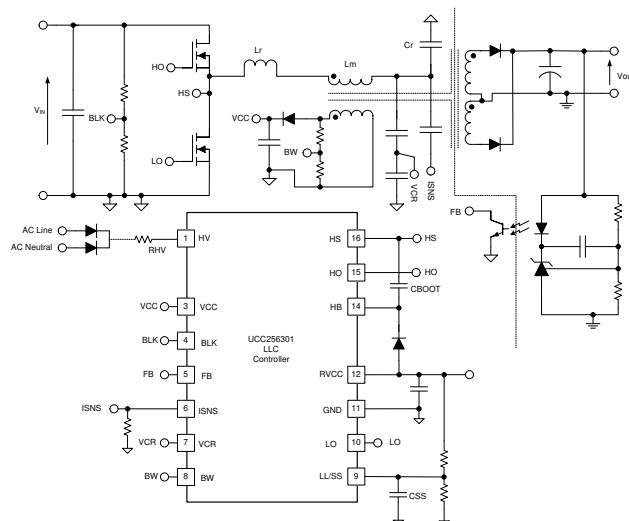 Lr
Cr
Lm
HO
HS
V_IN
BLK
VCC
BW
LO
VCR
ISNS
FB
AC Line
AC Neutral
RHV
1 HV
HS 16 HS
HO 15 HO
CBOOT
VCC 3 VCC
HB 14
BLK 4 BLK
UCC256301
LLC
Controller
FB 5 FB
RVCC 12
ISNS 6 ISNS
GND 11
VCR 7 VCR
LO 10 LO
BW 8 BW
LL/SS 9
CSS